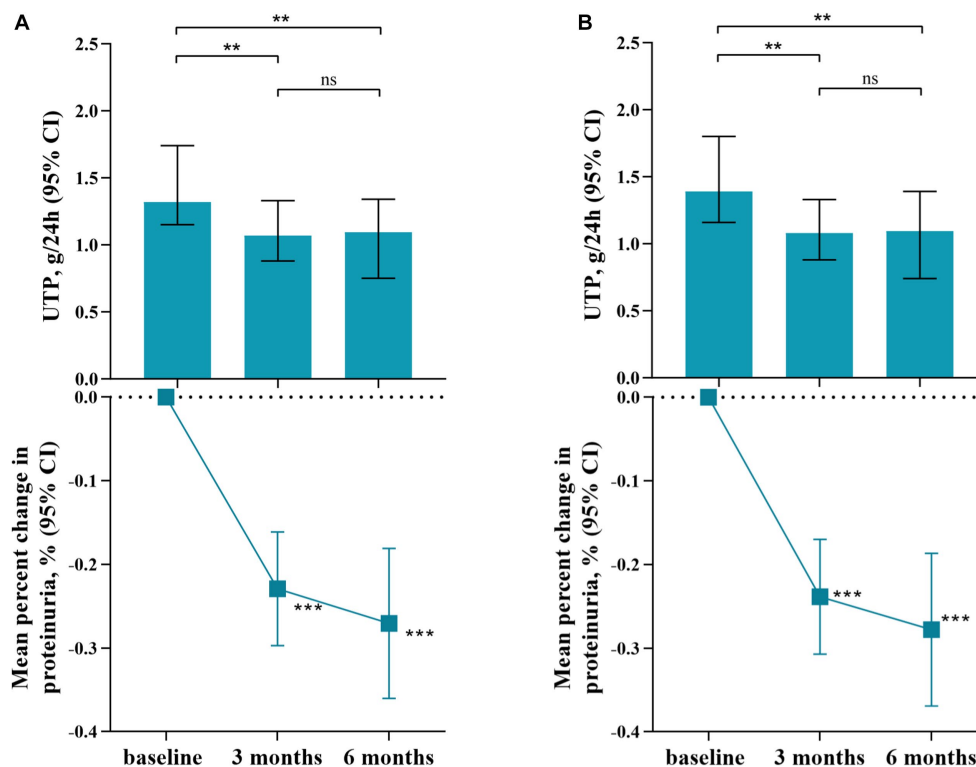 A
**
**
ns
UTP, g/24h (95% CI)
2.5
2.0
1.5
1.0
0.5
0.0
Mean percent change in
proteinuria, % (95% CI)
0.0
-0.1
-0.2
-0.3
-0.4
***
***
baseline 3 months 6 months
B
**
**
ns
UTP, g/24h (95% CI)
2.5
2.0
1.5
1.0
0.5
0.0
Mean percent change in
proteinuria, % (95% CI)
0.0
-0.1
-0.2
-0.3
-0.4
***
***
baseline 3 months 6 months